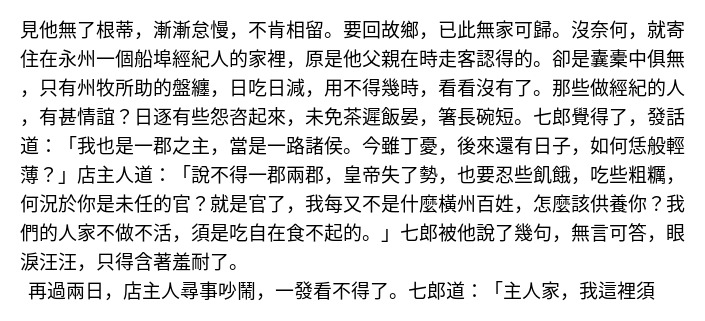 見他無了根蒂，漸漸怠慢，不肯相留。要回故鄉，已此無家可歸。沒奈何，就寄
住在永州一個船埠經紀人的家裡，原是他父親在時走客認得的。卻是囊橐中俱無
，只有州牧所助的盤纏，日吃日減，用不得幾時，看看沒有了。那些做經紀的人
，有甚情誼？日逐有些怨咨起來，未免茶遲飯晏，箸長碗短。七郎覺得了，發話
道：「我也是一郡之主，當是一路諸侯。今雖丁憂，後來還有日子，如何恁般輕
薄？」店主人道：「說不得一郡兩郡，皇帝失了勢，也要忍些飢餓，吃些粗糲，
何況於你是未任的官？就是官了，我每又不是什麼橫州百姓，怎麼該供養你？我
們的人家不做不活，須是吃自在食不起的。」七郎被他說了幾句，無言可答，眼
淚汪汪，只得含著羞耐了。
再過兩日，店主人尋事吵鬧，一發看不得了。七郎道：「主人家，我這裡須